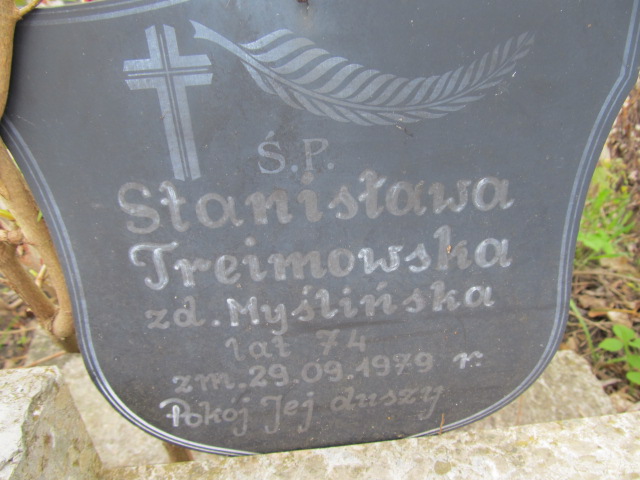 Ś.P.
Stanisława
Treimowska
zd. Myślińska
lat 74
zm. 29.09.1979 r.
Pokój Jej duszy